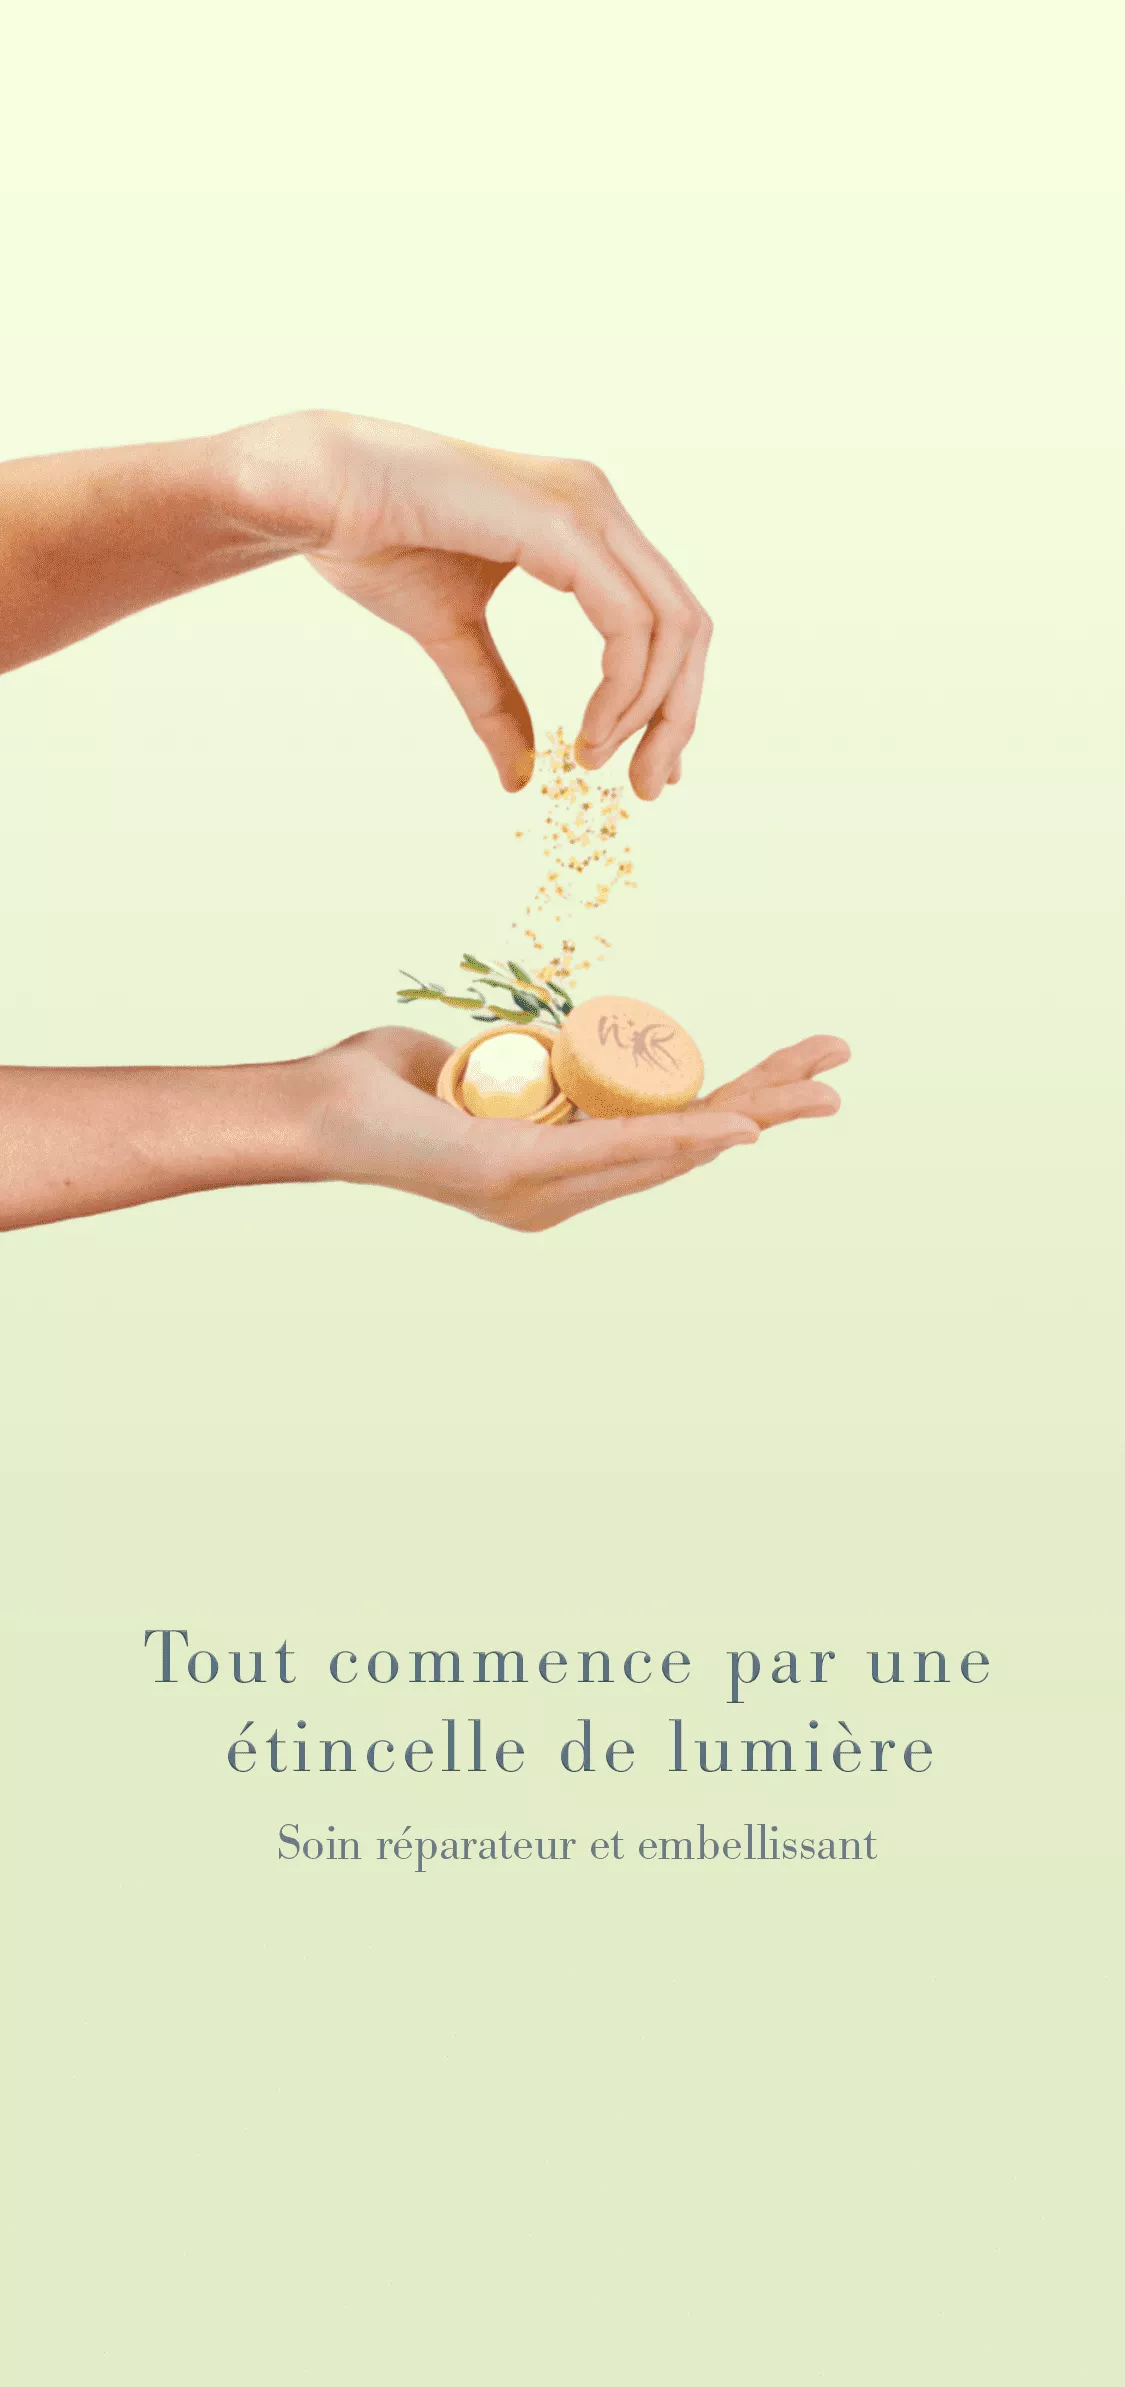 Tout commence par une
étincelle de lumière
Soin réparateur et embellissant